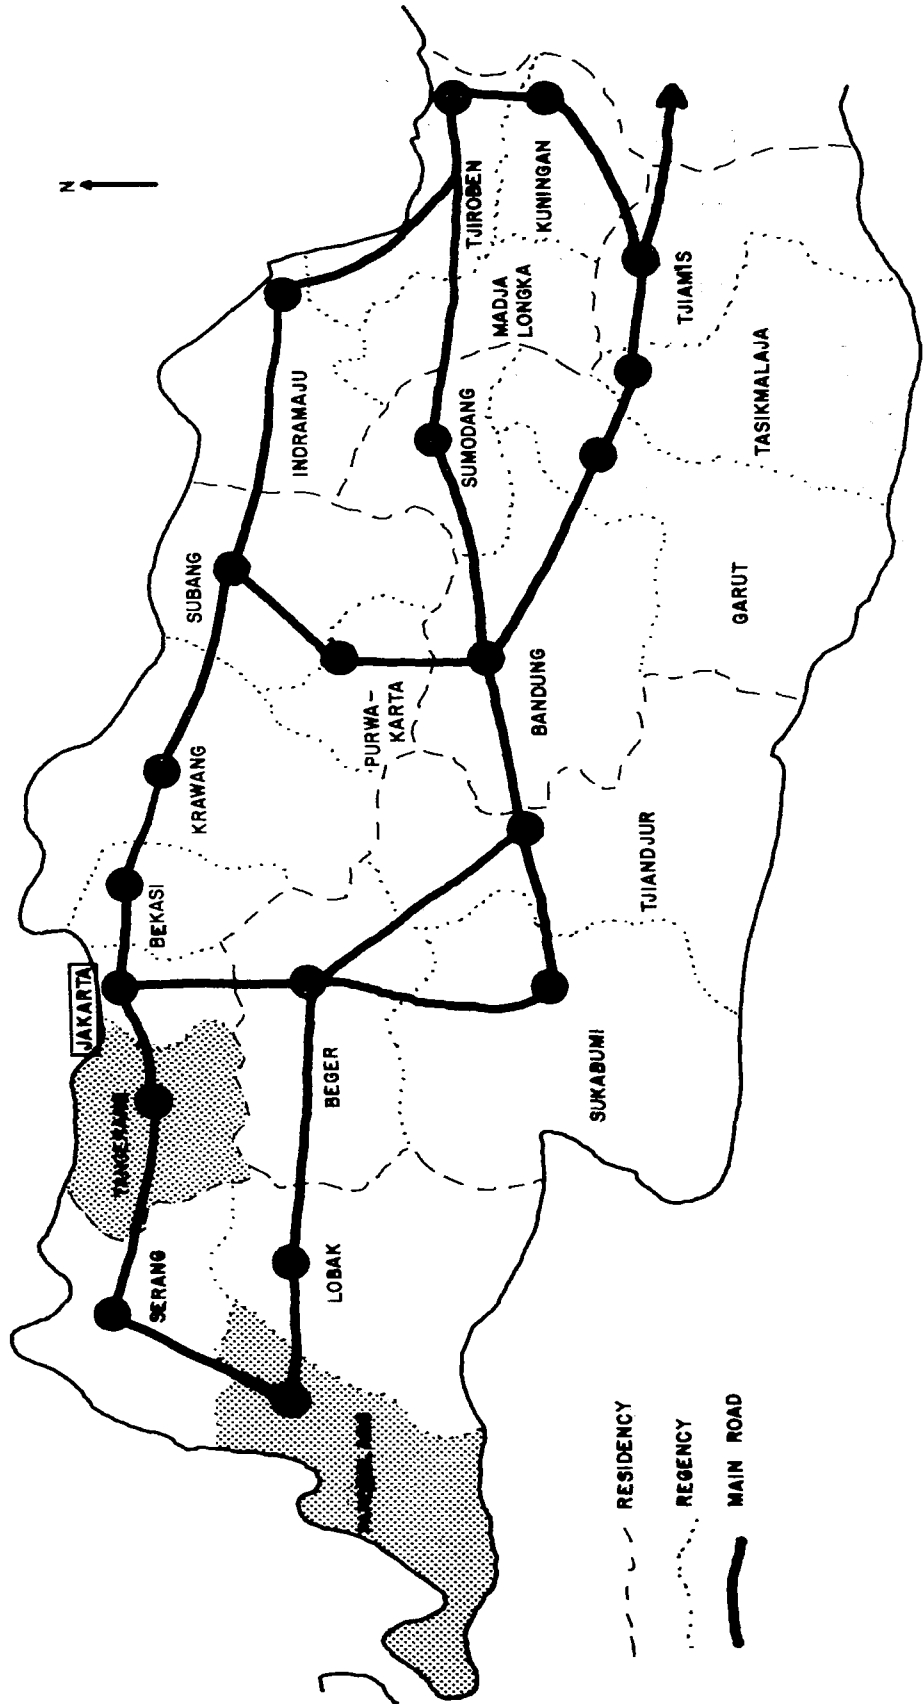 N
JAKARTA
TANGERANG
SERANG
BEKASI
KRAWANG
SUBANG
INDRAMAJU
LOBAK
BEGER
PURWA-
KARTA
SUMODANG
MADJA
LONGKA
TJIROBEN
KUNINGAN
BANDUNG
SUKABUMI
TJIANDJUR
GARUT
TASIKMALAJA
TJIAMIS
RESIDENCY
REGENCY
MAIN ROAD